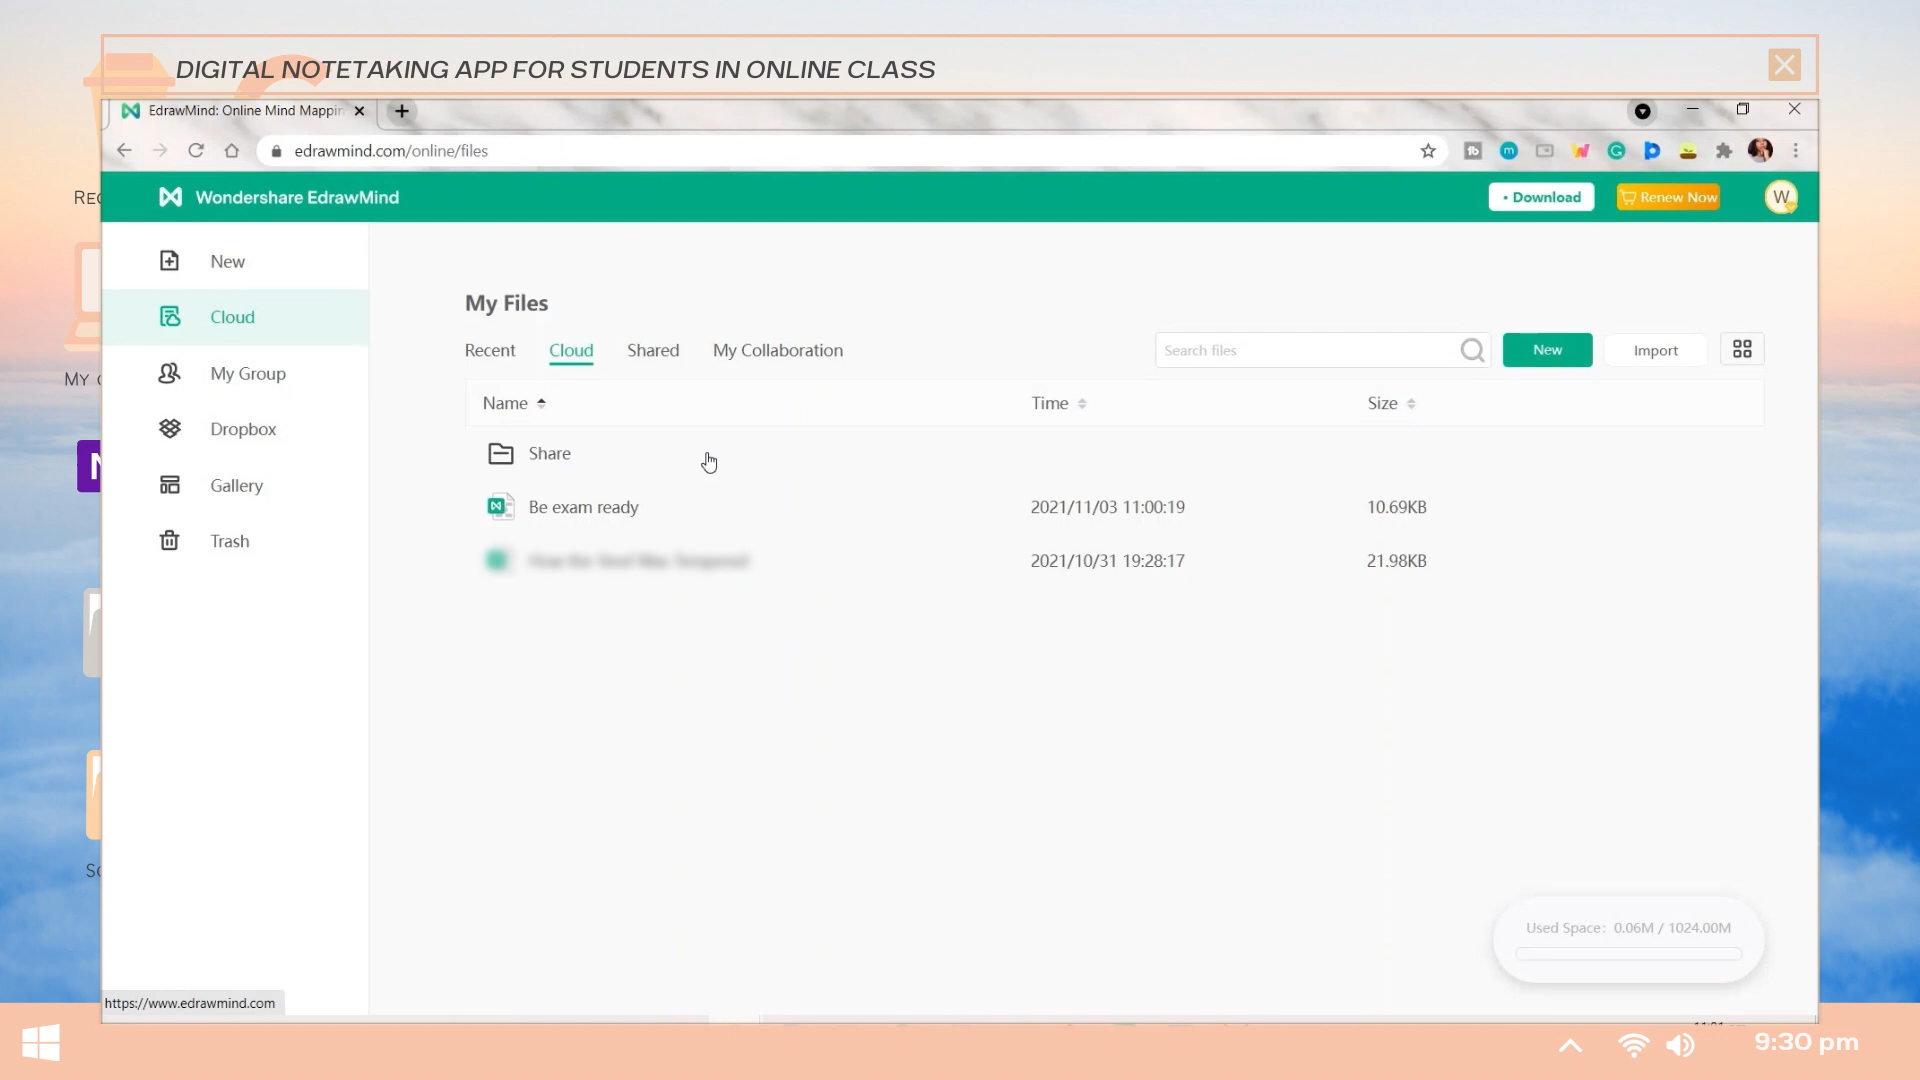 DIGITAL NOTETAKING APP FOR STUDENTS IN ONLINE CLASS
EdrawMind: Online Mind Mappin
edrawmind.com/online/files
Wondershare EdrawMind
• Download
Renew Now
W
New
Cloud
My Group
Dropbox
Gallery
Trash
My Files
Recent
Cloud
Shared
My Collaboration
Search files
New
Import
Name
Time
Size
Share
Be exam ready
2021/11/03 11:00:19
10.69KB
2021/10/31 19:28:17
21.98KB
Used Space: 0.06M / 1024.00M
https://www.edrawmind.com
REC
MY
N
9:30 pm